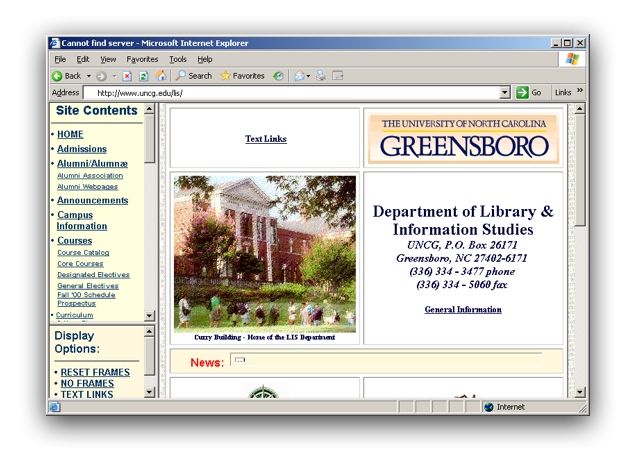 Cannot find server - Microsoft Internet Explorer
File Edit View Favorites Tools Help
Back Search Favorites
Address http://www.uncg.edu/lis/ Go Links »
Site Contents
• HOME
• Admissions
• Alumni/Alumnæ
Alumni Association
Alumni Webpages
• Announcements
• Campus
Information
• Courses
Course Catalog
Core Courses
Designated Electives
General Electives
Fall '00 Schedule
Prospectus
• Curriculum
Display
Options:
• RESET FRAMES
• NO FRAMES
• TEXT LINKS
Text Links
THE UNIVERSITY OF NORTH CAROLINA
GREENSBORO
Curry Building - Home of the LIS Department
Department of Library &
Information Studies
UNCG, P.O. Box 26171
Greensboro, NC 27402-6171
(336) 334 - 3477 phone
(336) 334 - 5060 fax
General Information
News:
Internet